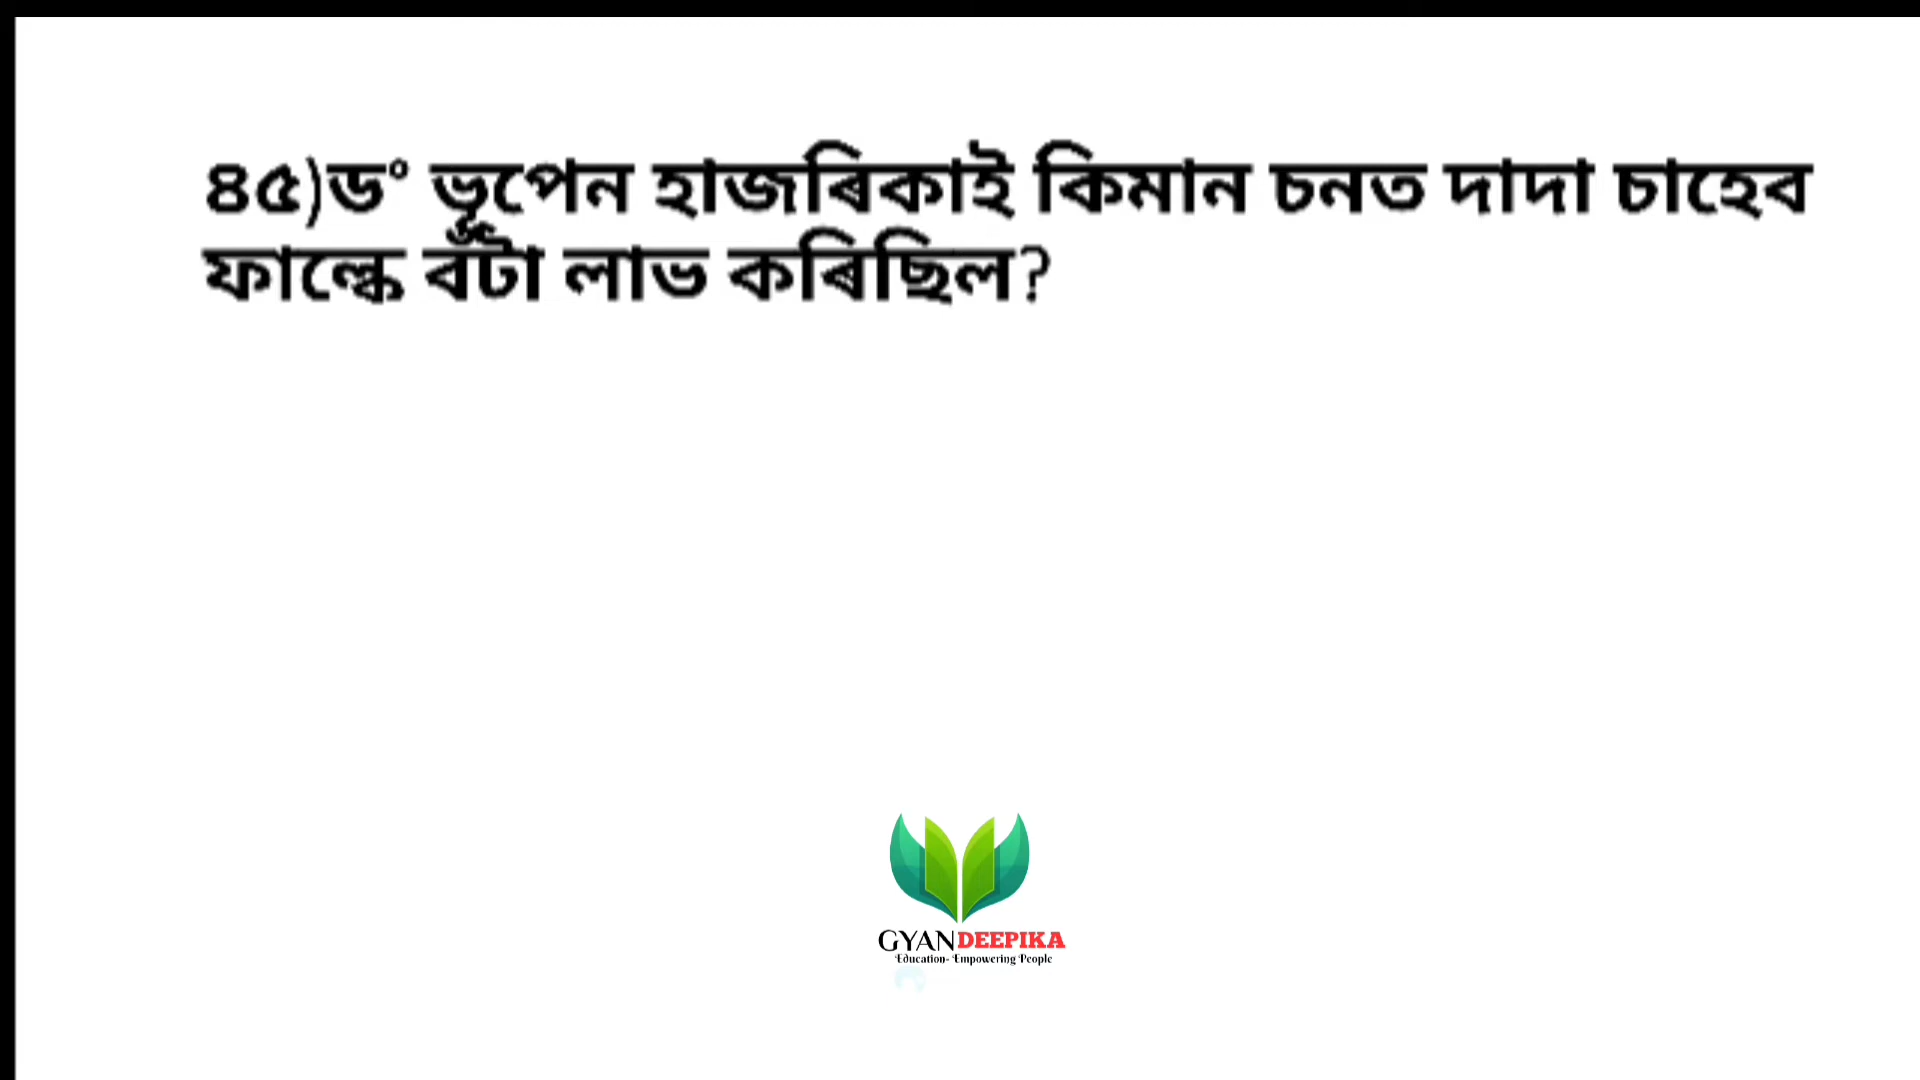 ৪৫)ড° ভূপেন হাজৰিকাই কিমান চনত দাদা চাহেব
ফাল্কে বঁটা লাভ কৰিছিল?
GYANDEEPIKA
Education- Empowering People